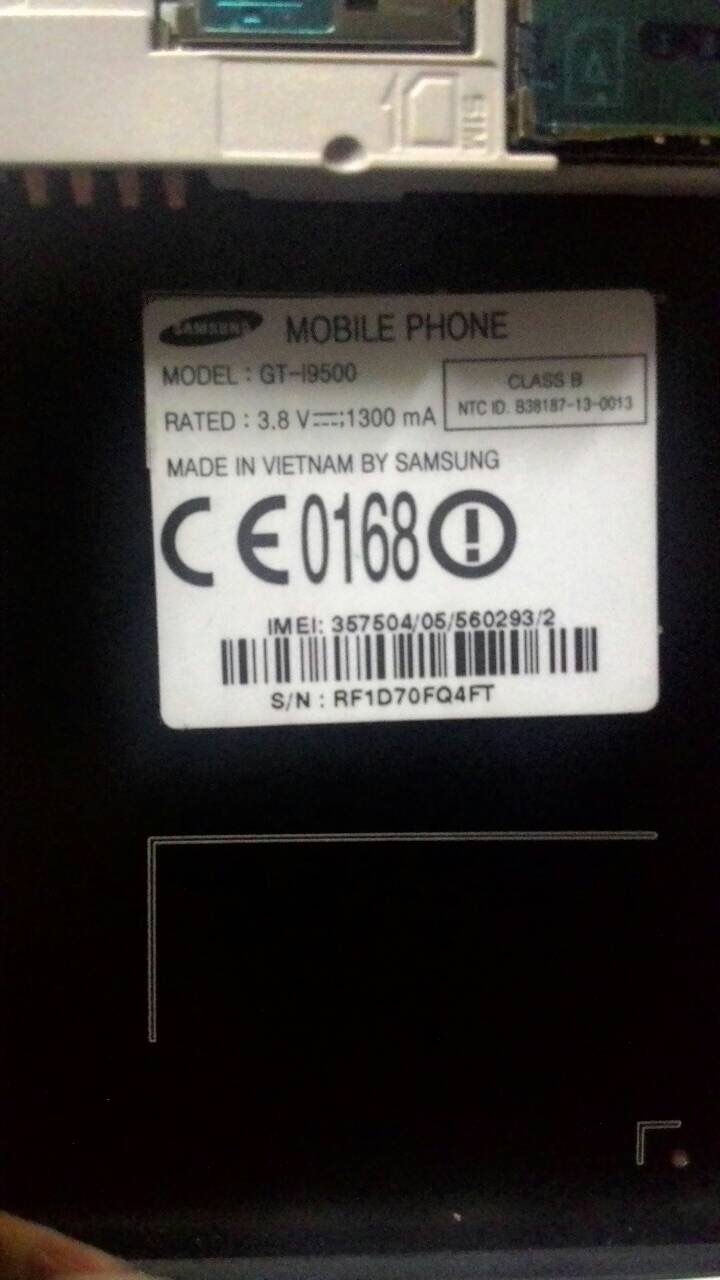 SIM
SAMSUNG MOBILE PHONE
MODEL : GT-I9500
CLASS B
NTC ID. B38187-13-0013
RATED : 3.8 V⎓;1300 mA
MADE IN VIETNAM BY SAMSUNG
CE0168
IMEI: 357504/05/560293/2
S/N : RF1D70FQ4FT